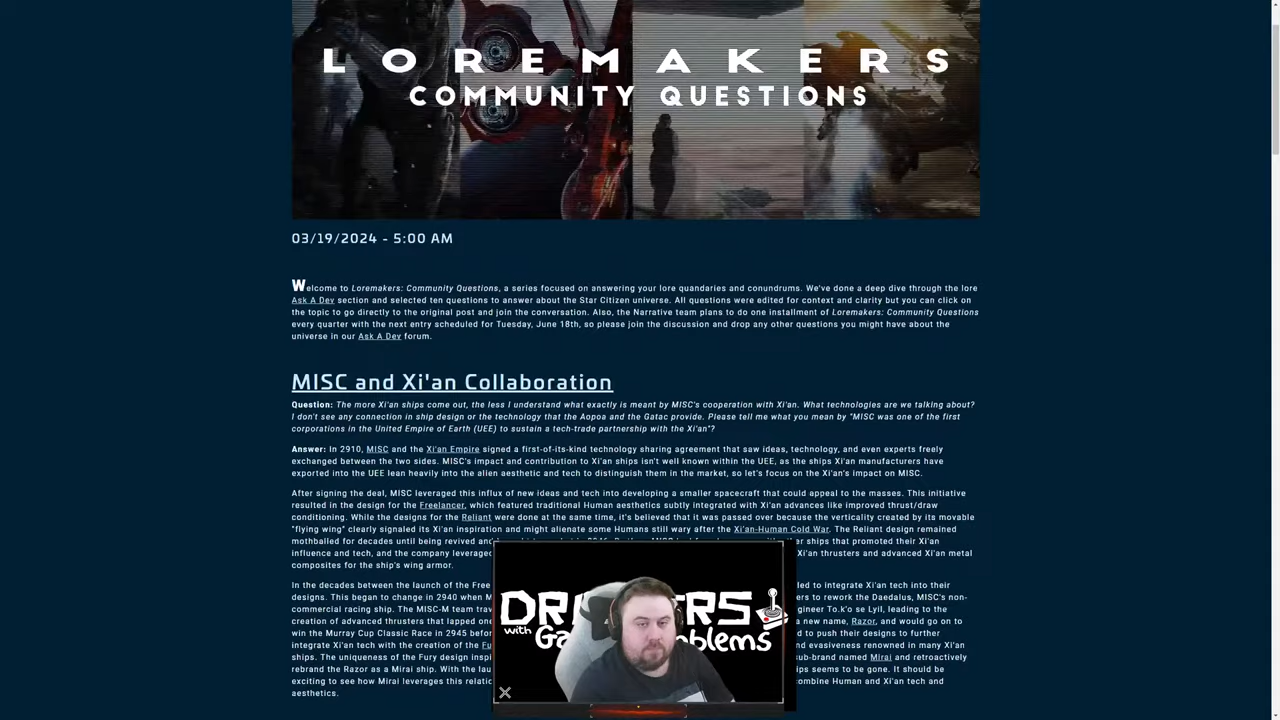 LOREMAKERS
COMMUNITY QUESTIONS
03/19/2024 - 5:00 AM
Welcome to Loremakers: Community Questions, a series focused on answering your lore quandaries and conundrums. We've done a deep dive through the lore
Ask A Dev section and selected ten questions to answer about the Star Citizen universe. All questions were edited for context and clarity but you can click on
the topic to go directly to the original post and join the conversation. Also, the Narrative team plans to do one installment of Loremakers: Community Questions
every quarter with the next entry scheduled for Tuesday, June 18th, so please join the discussion and drop any other questions you might have about the
universe in our Ask A Dev forum.
MISC and Xi'an Collaboration
Question: The more Xi'an ships come out, the less I understand what exactly is meant by MISC's cooperation with Xi'an. What technologies are we talking about?
I don't see any connection in ship design or the technology that the Aopoa and the Gatac provide. Please tell me what you mean by "MISC was one of the first
corporations in the United Empire of Earth (UEE) to sustain a tech-trade partnership with the Xi'an"?
Answer: In 2910, MISC and the Xi'an Empire signed a first-of-its-kind technology sharing agreement that saw ideas, technology, and even experts freely
exchanged between the two sides. MISC's impact and contribution to Xi'an ships isn't well known within the UEE, as the ships Xi'an manufacturers have
exported into the UEE lean heavily into the alien aesthetic and tech to distinguish them in the market, so let's focus on the Xi'an's impact on MISC.
After signing the deal, MISC leveraged this influx of new ideas and tech into developing a smaller spacecraft that could appeal to the masses. This initiative
resulted in the design for the Freelancer, which featured traditional Human aesthetics subtly integrated with Xi'an advances like improved thrust/draw
conditioning. While the designs for the Reliant were done at the same time, it's believed that it was passed over because the verticality created by its movable
"flying wing" clearly signaled its Xi'an inspiration and might alienate some Humans still wary after the Xi'an-Human Cold War. The Reliant design remained
mothballed for decades until being revived and ships that promoted their Xi'an
influence and tech, and the company leveraged Xi'an thrusters and advanced Xi'an metal
composites for the ship's wing armor.
In the decades between the launch of the Free led to integrate Xi'an tech into their
designs. This began to change in 2940 when M ers to rework the Daedalus, MISC's non-
commercial racing ship. The MISC-M team trav gineer To.k'o se Lyil, leading to the
creation of advanced thrusters that lapped one a new name, Razor, and would go on to
win the Murray Cup Classic Race in 2945 befor d to push their designs to further
integrate Xi'an tech with the creation of the Fu and evasiveness renowned in many Xi'an
ships. The uniqueness of the Fury design inspi sub-brand named Mirai and retroactively
rebrand the Razor as a Mirai ship. With the lau ips seems to be gone. It should be
exciting to see how Mirai leverages this relatio combine Human and Xi'an tech and
aesthetics.
with